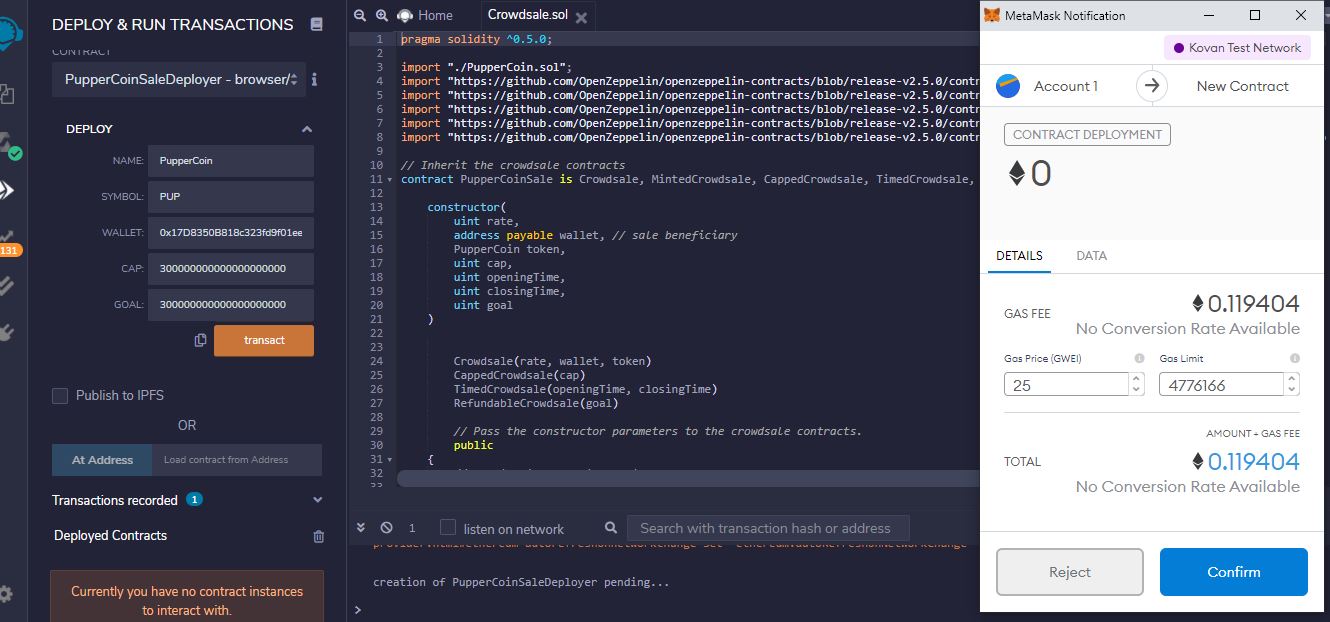 DEPLOY & RUN TRANSACTIONS
CONTRACT
PupperCoinSaleDeployer - browser/
DEPLOY
NAME: PupperCoin
SYMBOL: PUP
WALLET: 0x17D8350B818c323fd9f01ee
CAP: 300000000000000000000
GOAL: 300000000000000000000
transact
Publish to IPFS
OR
At Address Load contract from Address
Transactions recorded 1
Deployed Contracts
Currently you have no contract instances
to interact with.
131
Home Crowdsale.sol
1 pragma solidity ^0.5.0;
2
3 import "./PupperCoin.sol";
4 import "https://github.com/OpenZeppelin/openzeppelin-contracts/blob/release-v2.5.0/contr
5 import "https://github.com/OpenZeppelin/openzeppelin-contracts/blob/release-v2.5.0/contr
6 import "https://github.com/OpenZeppelin/openzeppelin-contracts/blob/release-v2.5.0/contr
7 import "https://github.com/OpenZeppelin/openzeppelin-contracts/blob/release-v2.5.0/contr
8 import "https://github.com/OpenZeppelin/openzeppelin-contracts/blob/release-v2.5.0/contr
9
10 // Inherit the crowdsale contracts
11 contract PupperCoinSale is Crowdsale, MintedCrowdsale, CappedCrowdsale, TimedCrowdsale,
12
13 constructor(
14 uint rate,
15 address payable wallet, // sale beneficiary
16 PupperCoin token,
17 uint cap,
18 uint openingTime,
19 uint closingTime,
20 uint goal
21 )
22
23
24 Crowdsale(rate, wallet, token)
25 CappedCrowdsale(cap)
26 TimedCrowdsale(openingTime, closingTime)
27 RefundableCrowdsale(goal)
28
29 // Pass the constructor parameters to the crowdsale contracts.
30 public
31 {
32
33
1 listen on network Search with transaction hash or address
creation of PupperCoinSaleDeployer pending...
>
MetaMask Notification
Kovan Test Network
Account 1 New Contract
CONTRACT DEPLOYMENT
0
DETAILS DATA
GAS FEE 0.119404
No Conversion Rate Available
Gas Price (GWEI) Gas Limit
25 4776166
AMOUNT + GAS FEE
TOTAL 0.119404
No Conversion Rate Available
Reject Confirm